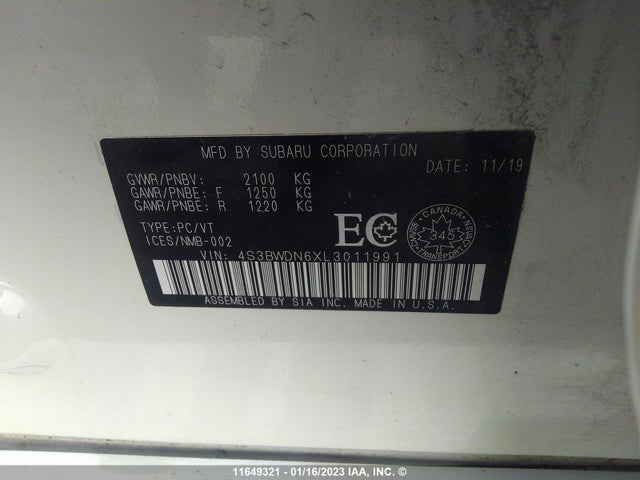 MFD BY SUBARU CORPORATION
DATE: 11/19
GVWR/PNBV: 2100 KG
GAWR/PNBE: F 1250 KG
GAWR/PNBE: R 1220 KG
TYPE:PC/VT
ICES/NMB-002
EC
CANADA
345
TRANSPORT
VIN: 4S3BWDN6XL3011991
ASSEMBLED BY SIA INC. MADE IN U.S.A.
11649321 - 01/16/2023 IAA, INC. ©